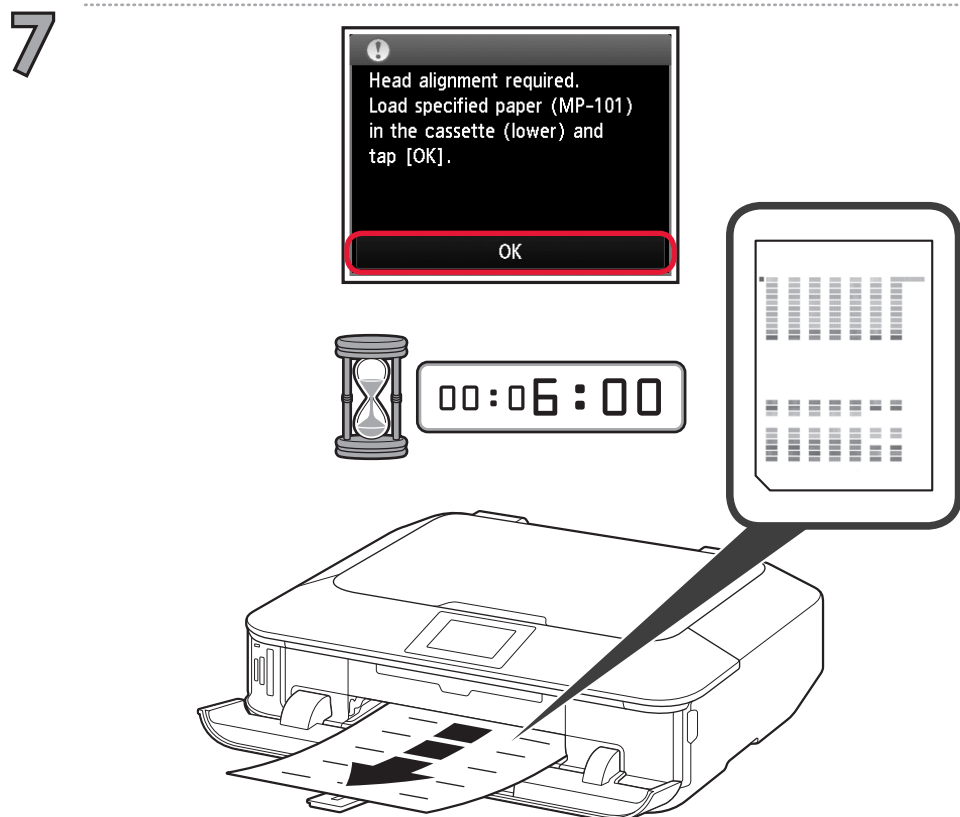 7
Head alignment required.
Load specified paper (MP-101)
in the cassette (lower) and
tap [OK].
OK
00:06:00